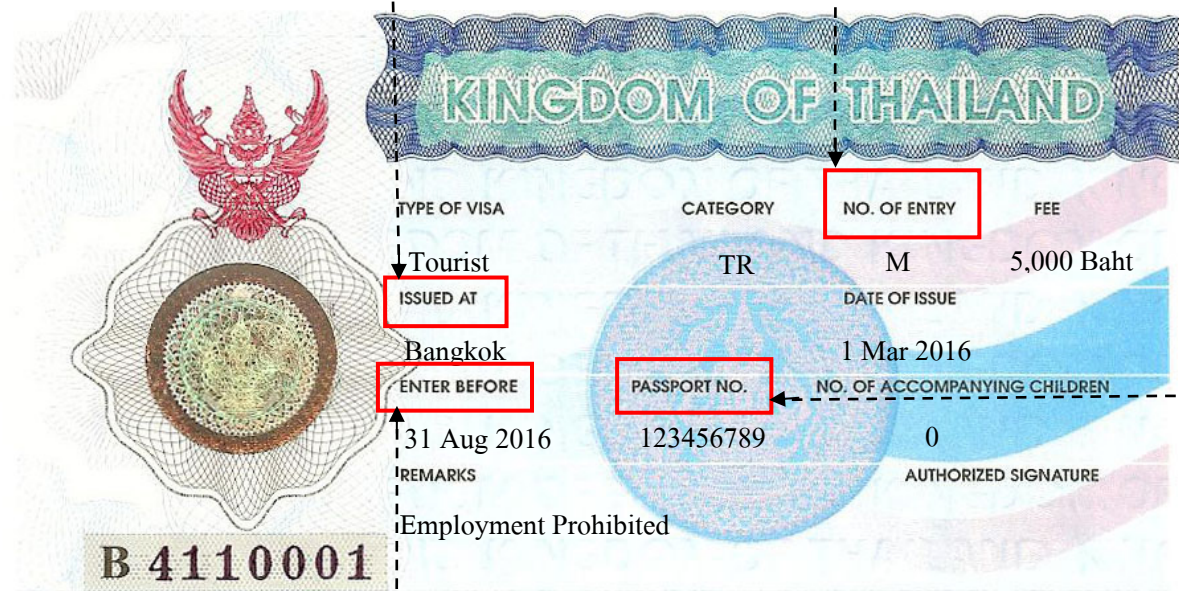 KINGDOM OF THAILAND
TYPE OF VISA CATEGORY NO. OF ENTRY FEE
Tourist TR M 5,000 Baht
ISSUED AT DATE OF ISSUE
Bangkok 1 Mar 2016
ENTER BEFORE PASSPORT NO. NO. OF ACCOMPANYING CHILDREN
31 Aug 2016 123456789 0
REMARKS AUTHORIZED SIGNATURE
Employment Prohibited
B 4110001